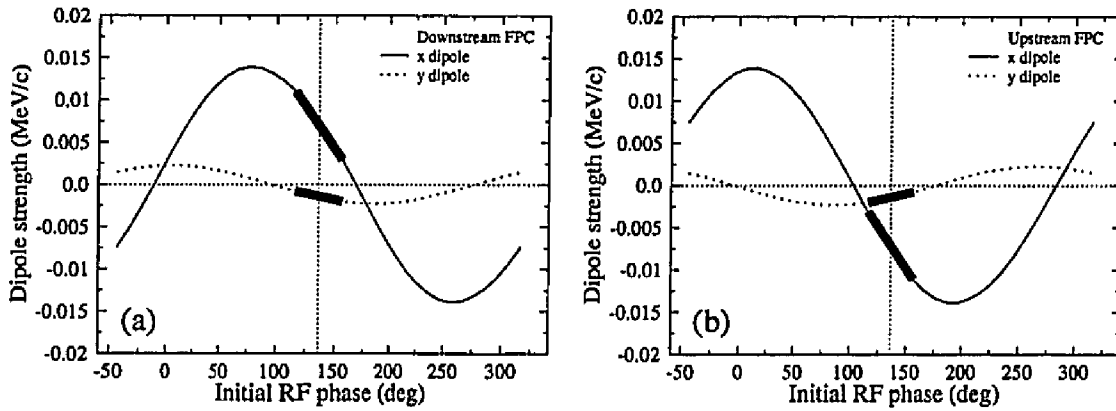 0.02
0.015
0.01
0.005
0.0
-0.005
-0.01
-0.015
-0.02
Dipole strength (MeV/c)
Downstream FPC
x dipole
y dipole
(a)
-50 0 50 100 150 200 250 300
Initial RF phase (deg)
0.02
0.015
0.01
0.005
0.0
-0.005
-0.01
-0.015
-0.02
Dipole strength (MeV/c)
Upstream FPC
x dipole
y dipole
(b)
-50 0 50 100 150 200 250 300
Initial RF phase (deg)